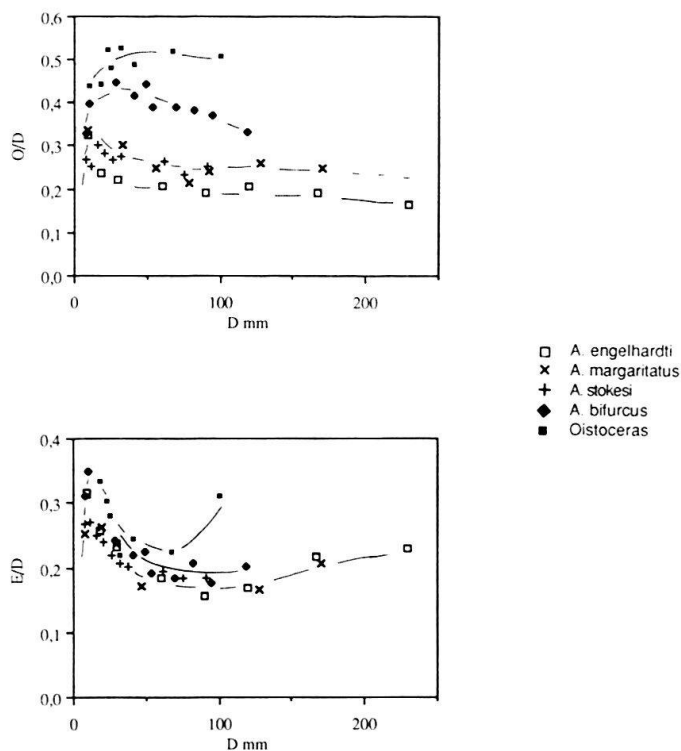 0,6
0,5
0,4
0,3
0,2
0,1
0,0
O/D
0
100
200
D mm
A. engelhardti
A. margaritatus
A. stokesi
A. bifurcus
Oistoceras
0,4
0,3
0,2
0,1
0,0
E/D
0
100
200
D mm